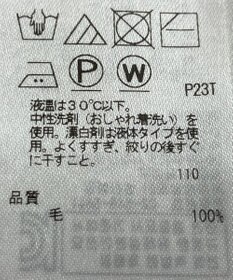 P
W
P23T
液温は30℃以下。
中性洗剤（おしゃれ着洗い）を
使用。漂白剤は液体タイプを使
用。よくすすぎ、絞りの後すぐ
に干すこと。
110
品質
毛 100%